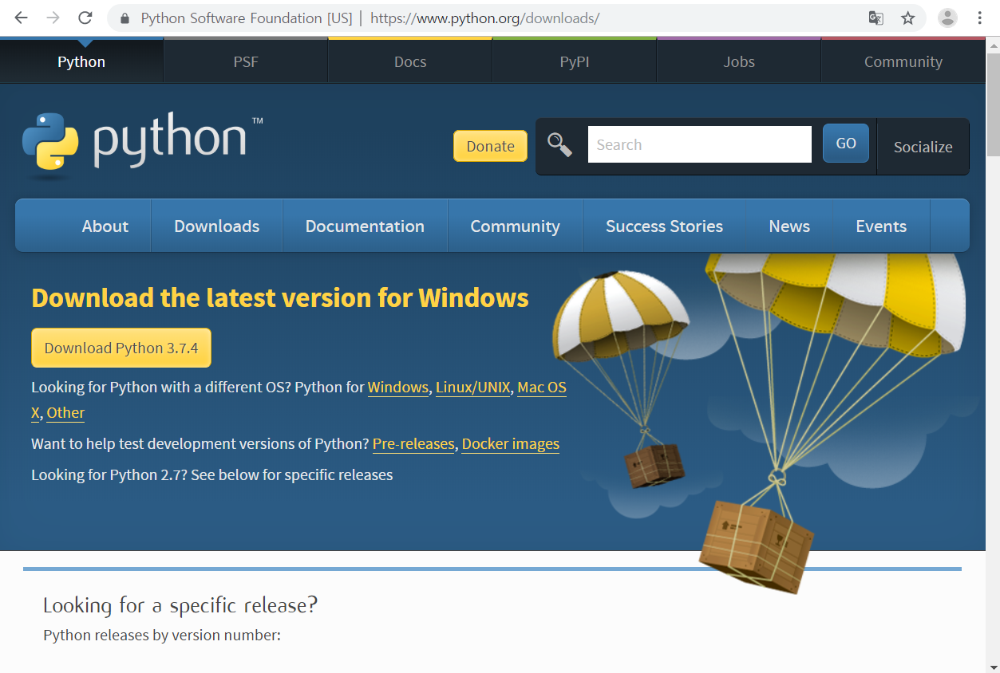 Python Software Foundation [US] | https://www.python.org/downloads/
Python PSF Docs PyPI Jobs Community
python TM
Donate Search GO Socialize
About Downloads Documentation Community Success Stories News Events
Download the latest version for Windows
Download Python 3.7.4
Looking for Python with a different OS? Python for Windows, Linux/UNIX, Mac OS
X, Other
Want to help test development versions of Python? Pre-releases, Docker images
Looking for Python 2.7? See below for specific releases
Looking for a specific release?
Python releases by version number: